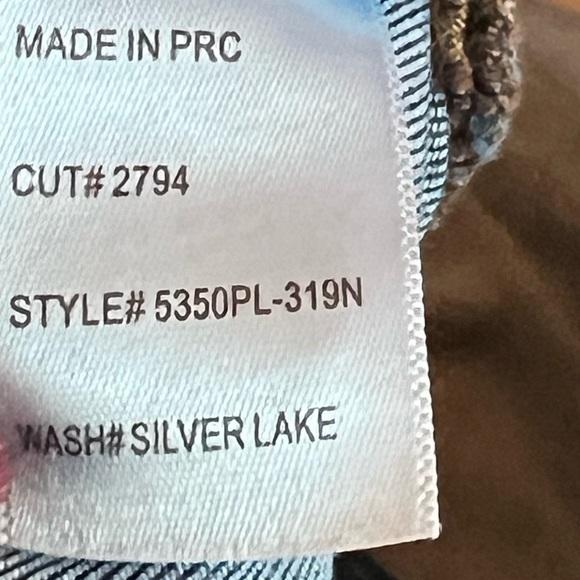 MADE IN PRC
CUT# 2794
STYLE# 5350PL-319N
WASH# SILVER LAKE